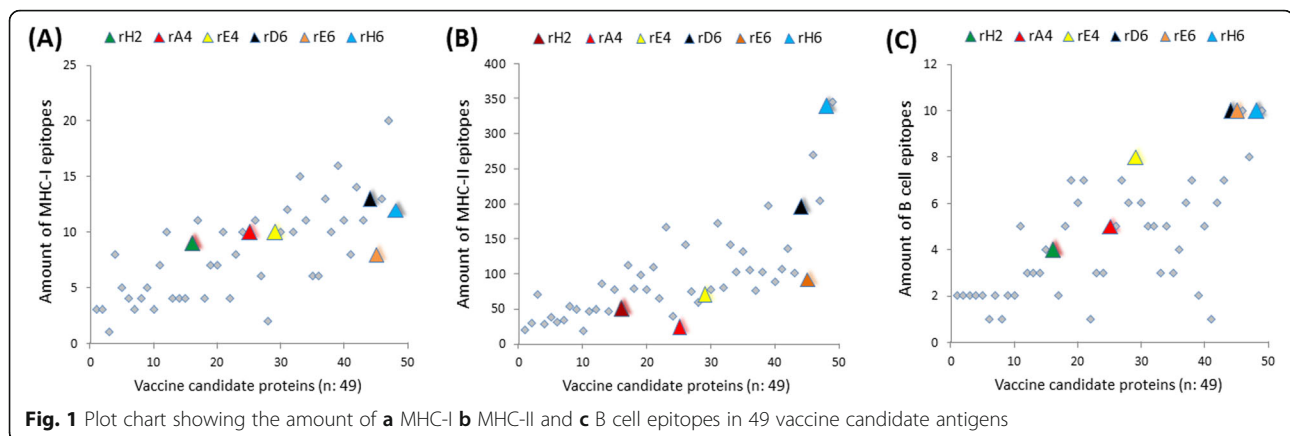 (A)
rH2 rA4 rE4 rD6 rE6 rH6
Amount of MHC-I epitopes
25
20
15
10
5
0
0 10 20 30 40 50
Vaccine candidate proteins (n: 49)
(B)
rH2 rA4 rE4 rD6 rE6 rH6
Amount of MHC-II epitopes
400
350
300
250
200
150
100
50
0
0 10 20 30 40 50
Vaccine candidate proteins (n: 49)
(C)
rH2 rA4 rE4 rD6 rE6 rH6
Amount of B cell epitopes
12
10
8
6
4
2
0
0 10 20 30 40 50
Vaccine candidate proteins (n: 49)
Fig. 1 Plot chart showing the amount of a MHC-I b MHC-II and c B cell epitopes in 49 vaccine candidate antigens